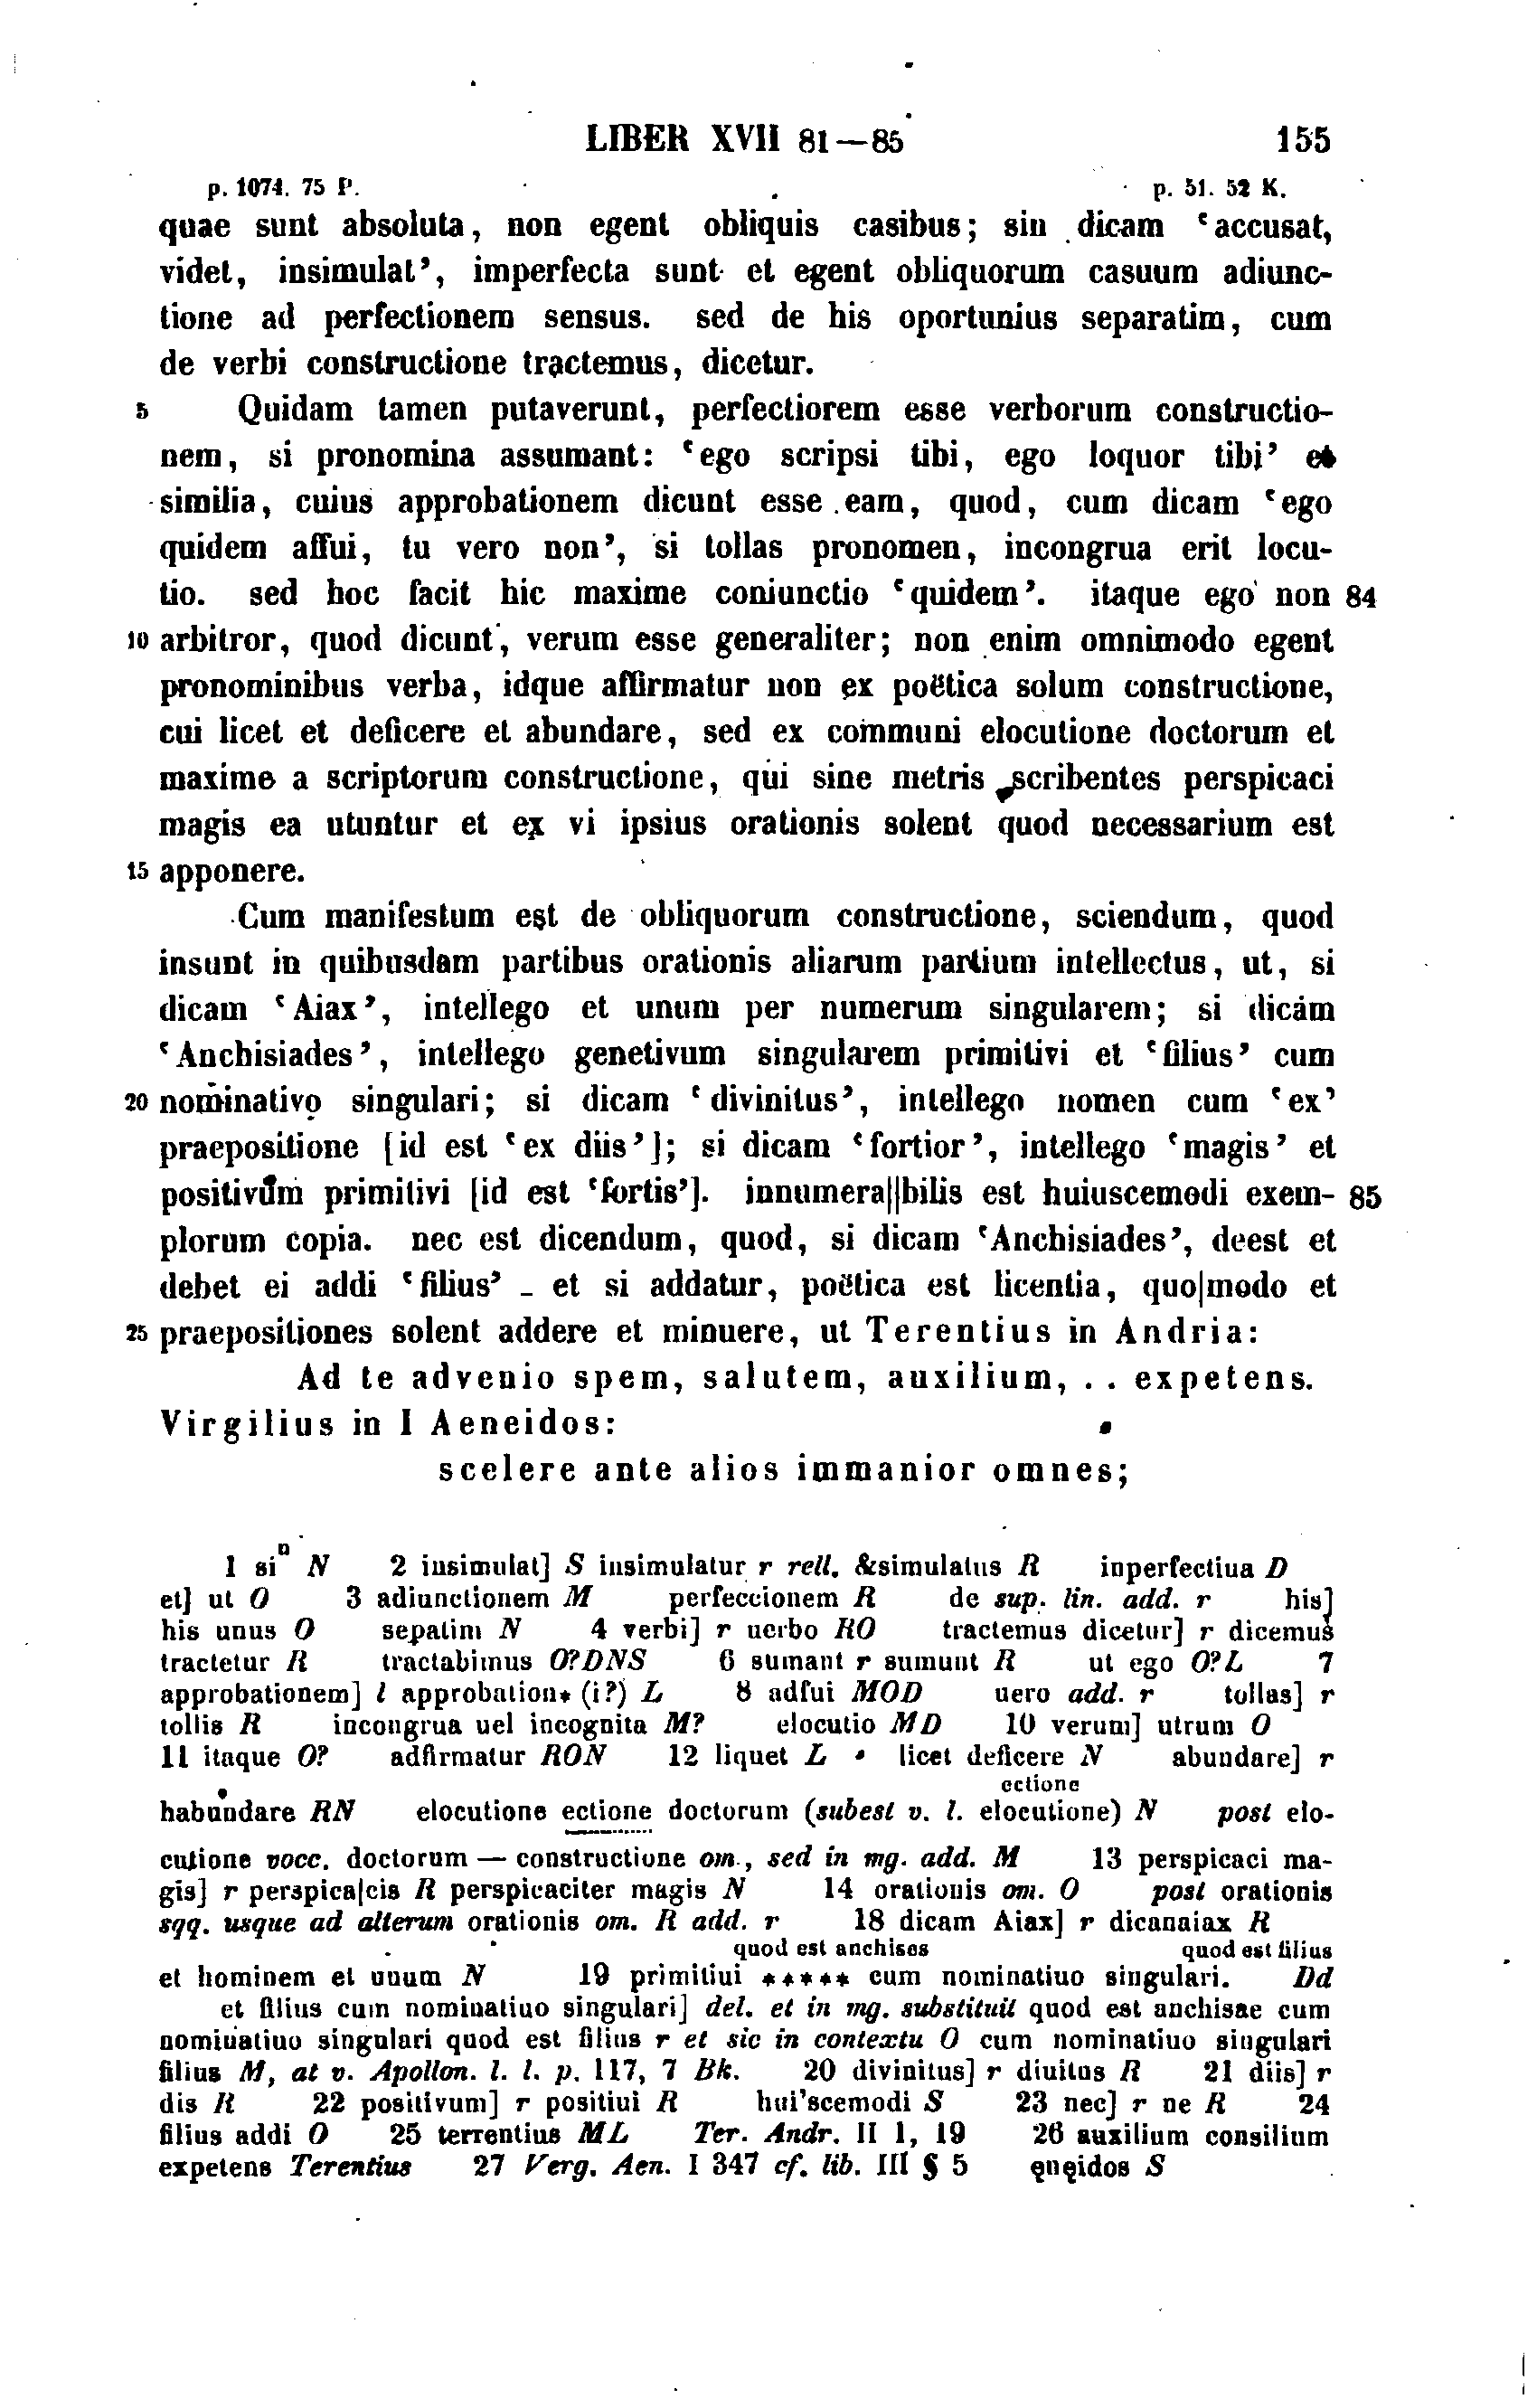 LIBER XVII 81—85 155
p. 1074. 75 P. p. 51. 52 K.
quae sunt absoluta, non egent obliquis casibus; sin dicam ‘accusat,
videt, insimulat’, imperfecta sunt et egent obliquorum casuum adiunc-
tione ad perfectionem sensus. sed de his oportunius separatim, cum
de verbi constructione tractemus, dicetur.
5 Quidam tamen putaverunt, perfectiorem esse verborum constructio-
nem, si pronomina assumant: ‘ego scripsi tibi, ego loquor tibi’ et
similia, cuius approbationem dicunt esse eam, quod, cum dicam ‘ego
quidem affui, tu vero non’, si tollas pronomen, incongrua erit locu-
tio. sed hoc facit hic maxime coniunctio ‘quidem’. itaque ego non 84
10 arbitror, quod dicunt, verum esse generaliter; non enim omnimodo egent
pronominibus verba, idque affirmatur non ex poëtica solum constructione,
cui licet et deficere et abundare, sed ex communi elocutione doctorum et
maxime a scriptorum constructione, qui sine metris scribentes perspicaci
magis ea utuntur et ex vi ipsius orationis solent quod necessarium est
15 apponere.
Cum manifestum est de obliquorum constructione, sciendum, quod
insunt in quibusdam partibus orationis aliarum partium intellectus, ut, si
dicam ‘Aiax’, intellego et unum per numerum singularem; si dicam
‘Anchisiades’, intellego genetivum singularem primitivi et ‘filius’ cum
20 nominativo singulari; si dicam ‘divinitus’, intellego nomen cum ‘ex’
praepositione [id est ‘ex diis’]; si dicam ‘fortior’, intellego ‘magis’ et
positivum primitivi [id est ‘fortis’]. innumera||bilis est huiuscemodi exem- 85
plorum copia. nec est dicendum, quod, si dicam ‘Anchisiades’, deest et
debet ei addi ‘filius’ _ et si addatur, poëtica est licentia, quo|modo et
25 praepositiones solent addere et minuere, ut Terentius in Andria:
Ad te advenio spem, salutem, auxilium, . . expetens.
Virgilius in I Aeneidos:
scelere ante alios immanior omnes;
1 siⁿ N 2 insimulat] S insimulatur r rell. &simulatus R inperfectiua D
et] ut O 3 adiunctionem M perfeccionem R de sup. lin. add. r his]
his unus O sepatim N 4 verbi] r uerbo RO tractemus dicetur] r dicemus
tractetur R tractabimus O?DNS 6 sumant r sumunt R ut ego O?L 7
approbationem] l approbation* (i?) L 8 adfui MOD uero add. r tollas] r
tollis R incongrua uel incognita M? elocutio MD 10 verum] utrum O
11 itaque O? adfirmatur RON 12 liquet L licet deficere N abundare] r
ectione
habundare RN elocutione ectione doctorum (subest v. l. elocutione) N post elo-
cutione vocc. doctorum — constructione om., sed in mg. add. M 13 perspicaci ma-
gis] r perspica|cis R perspicaciter magis N 14 orationis om. O post orationis
sqq. usque ad alterum orationis om. R add. r 18 dicam Aiax] r dicanaiax R
quod est anchises quod est filius
et hominem et unum N 19 primitiui ***** cum nominatiuo singulari. Dd
et filius cum nominatiuo singulari] del. et in mg. substituit quod est anchisae cum
nominatiuo singulari quod est filius r et sic in contextu O cum nominatiuo singulari
filius M, at v. Apollon. l. l. p. 117, 7 Bk. 20 divinitus] r diuitus R 21 diis] r
dis R 22 positivum] r positiui R hui'scemodi S 23 nec] r ne R 24
filius addi O 25 terrentius ML Ter. Andr. II 1, 19 26 auxilium consilium
expetens Terentius 27 Verg. Aen. I 347 cf. lib. III § 5 ęnęidos S